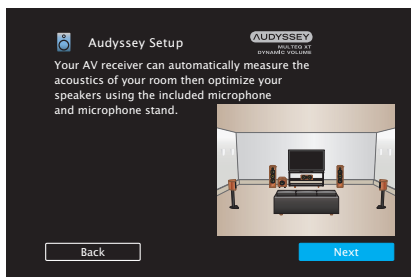 Audyssey Setup
AUDYSSEY
MULTEQ XT
DYNAMIC VOLUME
Your AV receiver can automatically measure the
acoustics of your room then optimize your
speakers using the included microphone
and microphone stand.
Back
Next